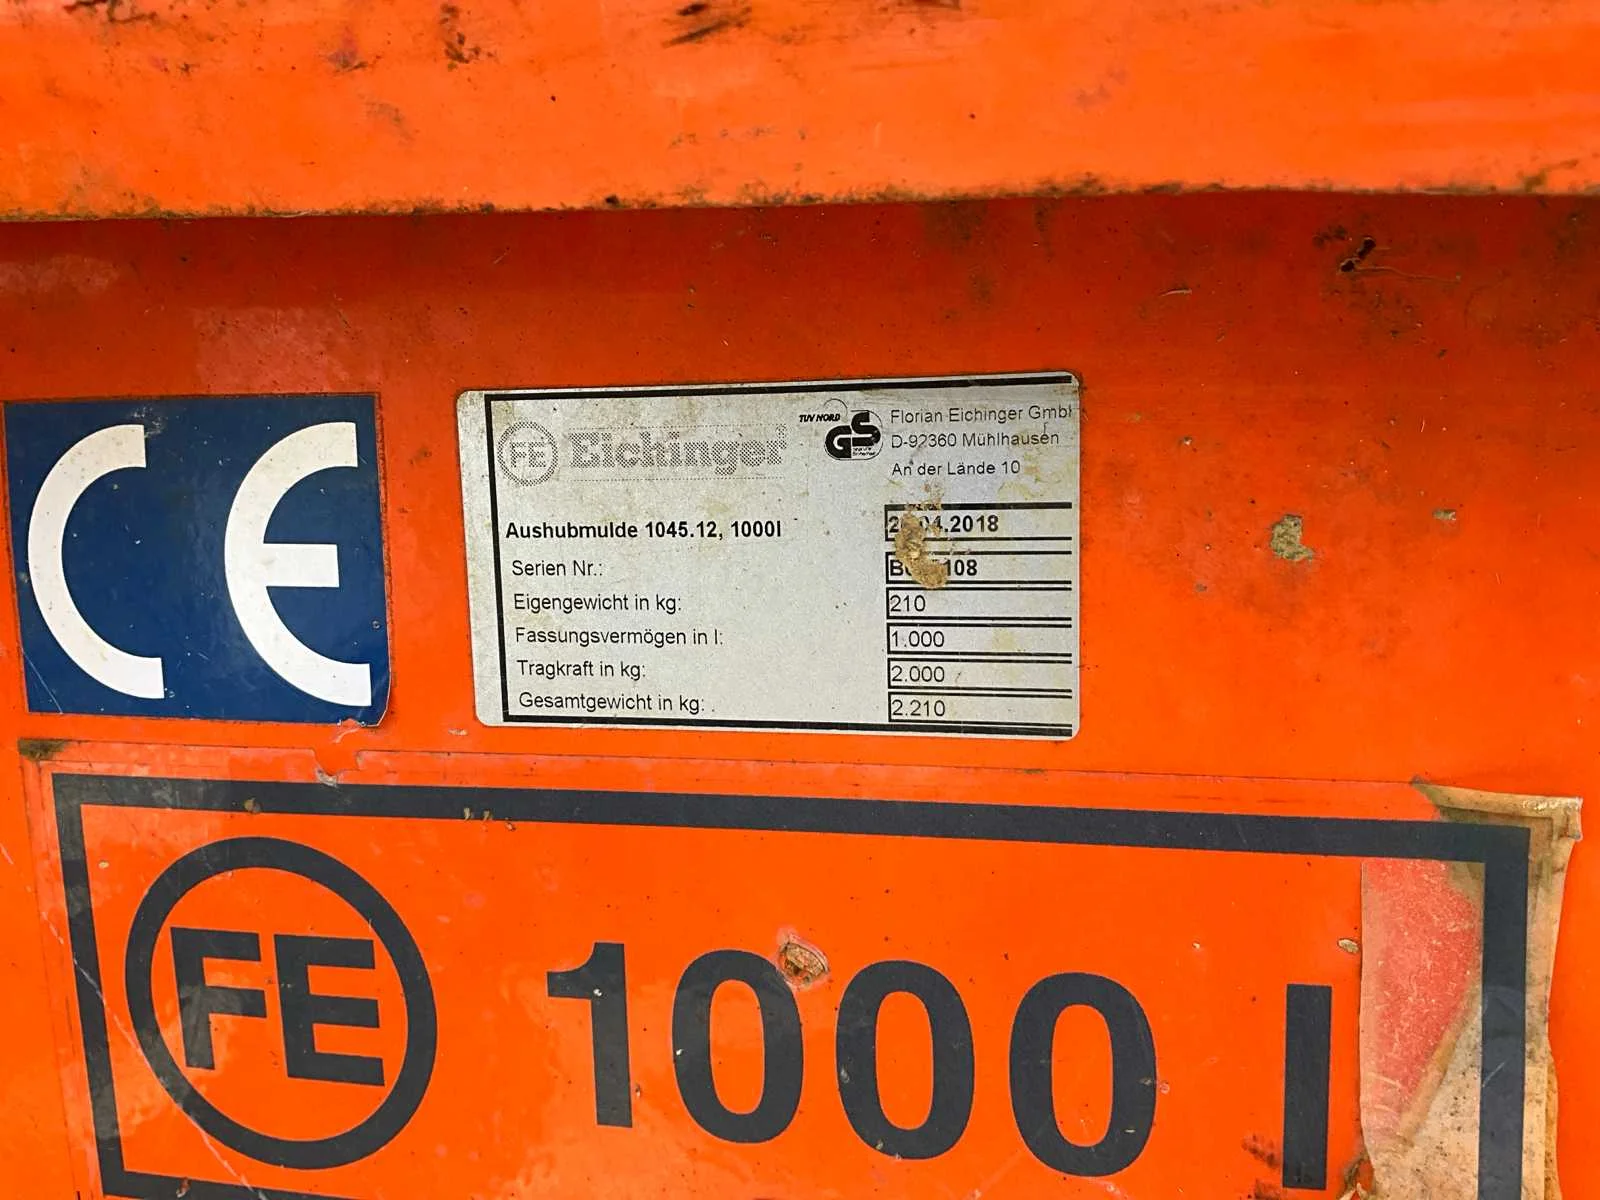 CE
FE Eichinger
TÜV NORD
GS
Florian Eichinger Gmb
D-92360 Mühlhausen
An der Lände 10
Aushubmulde 1045.12, 1000l
Serien Nr.:
Eigengewicht in kg: 210
Fassungsvermögen in l: 1.000
Tragkraft in kg: 2.000
Gesamtgewicht in kg: 2.210
FE 1000 l